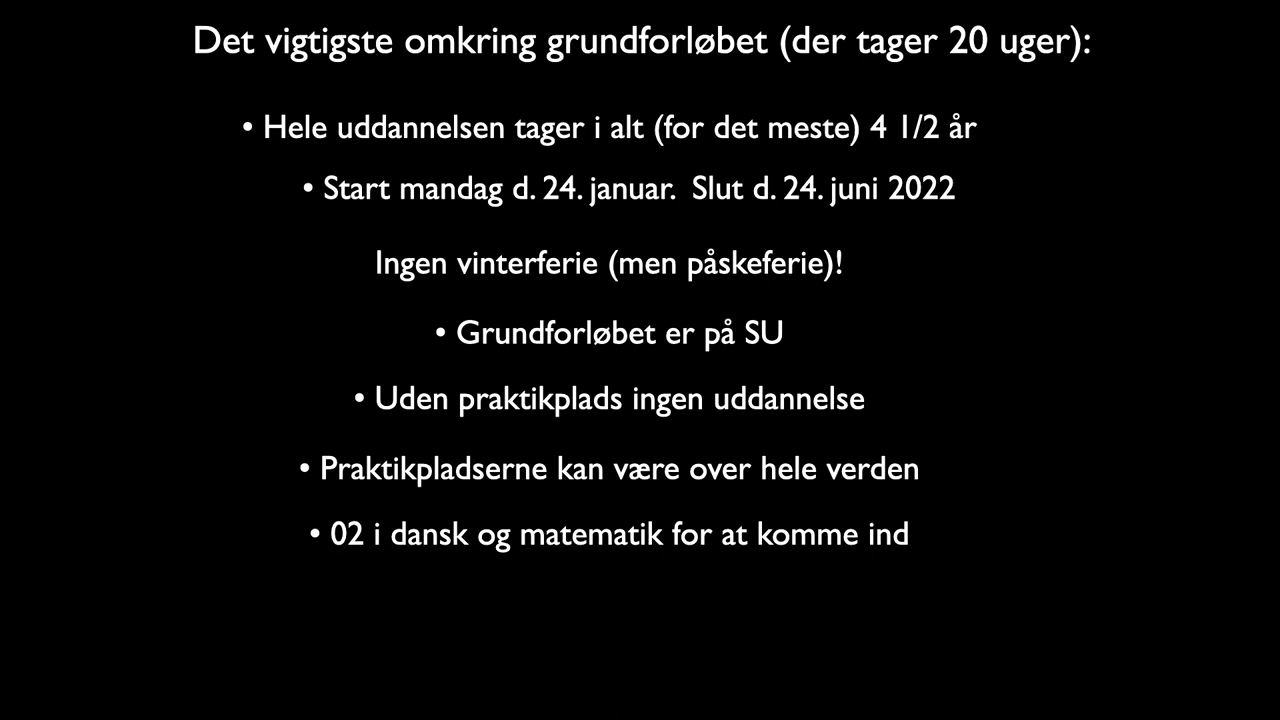 Det vigtigste omkring grundforløbet (der tager 20 uger):
• Hele uddannelsen tager i alt (for det meste) 4 1/2 år
• Start mandag d. 24. januar. Slut d. 24. juni 2022
Ingen vinterferie (men påskeferie)!
• Grundforløbet er på SU
• Uden praktikplads ingen uddannelse
• Praktikpladserne kan være over hele verden
• 02 i dansk og matematik for at komme ind